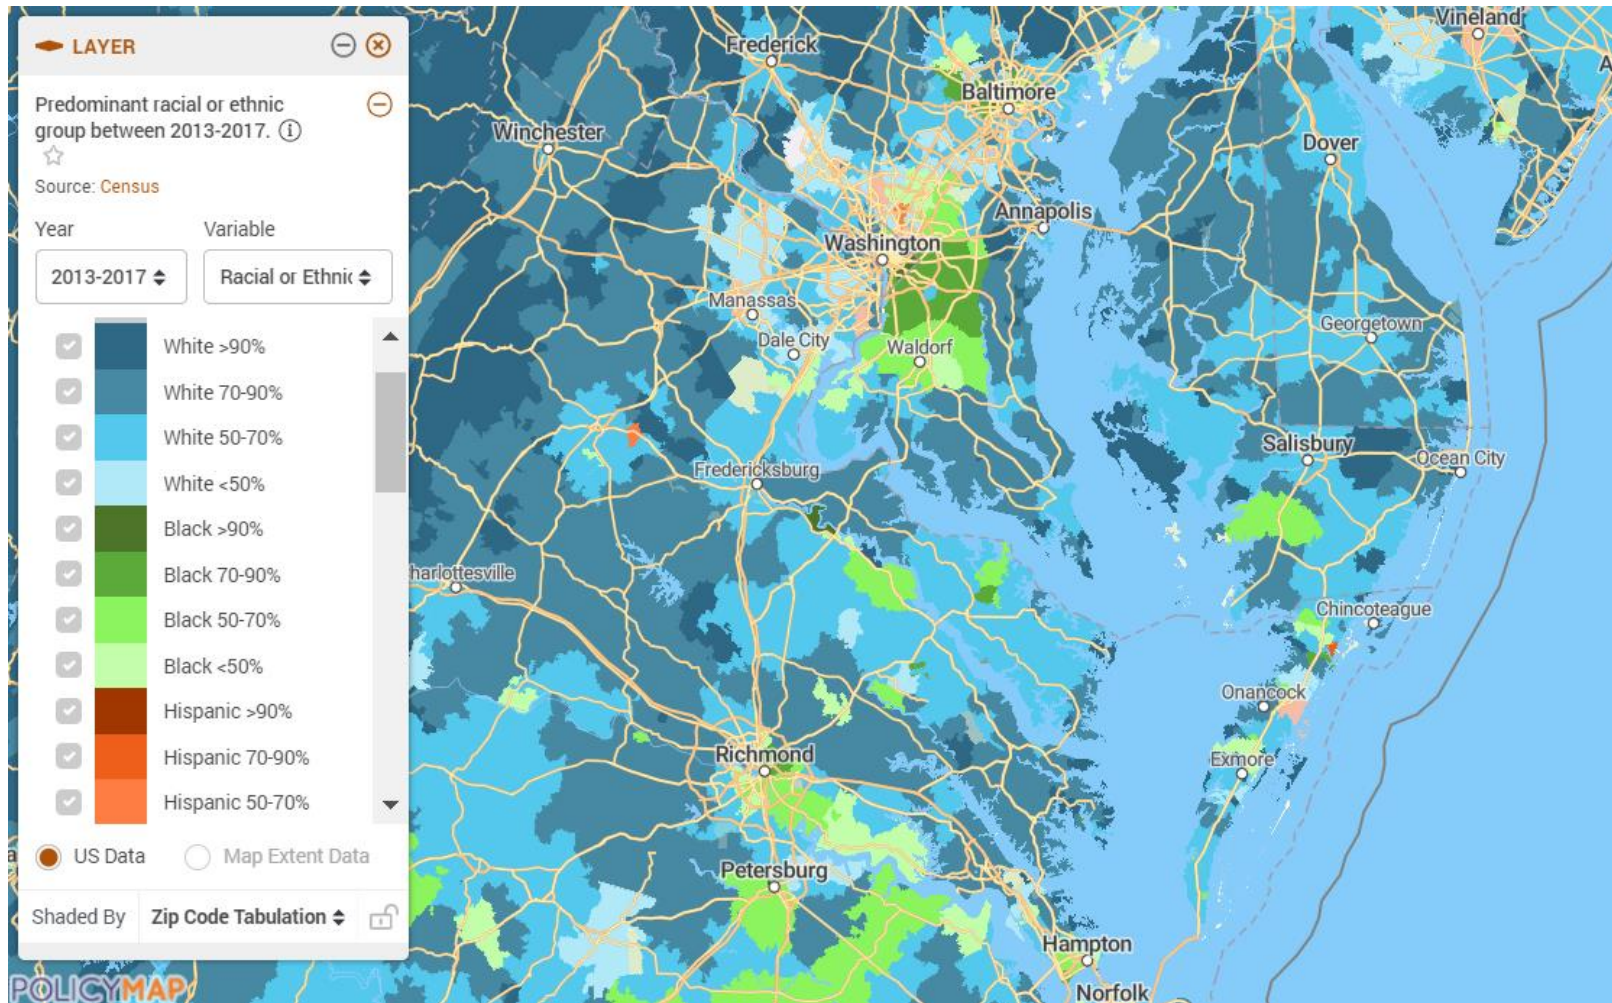 LAYER
Predominant racial or ethnic
group between 2013-2017.
Source: Census
Year Variable
2013-2017 Racial or Ethnic
White >90%
White 70-90%
White 50-70%
White <50%
Black >90%
Black 70-90%
Black 50-70%
Black <50%
Hispanic >90%
Hispanic 70-90%
Hispanic 50-70%
US Data Map Extent Data
Shaded By Zip Code Tabulation
POLICYMAP
Vineland
Frederick
Baltimore
Winchester
Dover
Annapolis
Washington
Manassas
Georgetown
Dale City
Waldorf
Salisbury
Ocean City
Fredericksburg
harlottesville
Chincoteague
Onancock
Richmond
Exmore
Petersburg
Hampton
Norfolk